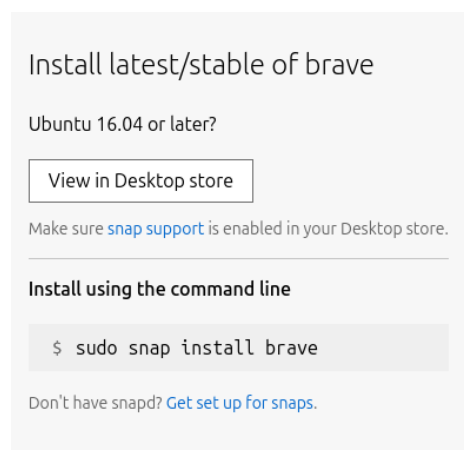 Install latest/stable of brave
Ubuntu 16.04 or later?
View in Desktop store
Make sure snap support is enabled in your Desktop store.
Install using the command line
$ sudo snap install brave
Don't have snapd? Get set up for snaps.